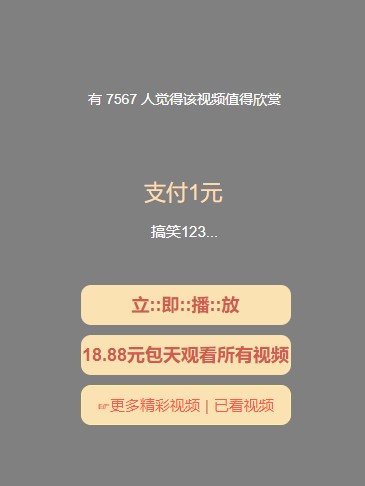 有 7567 人觉得该视频值得欣赏
支付1元
搞笑123...
立::即::播::放
18.88元包天观看所有视频
☞更多精彩视频 | 已看视频